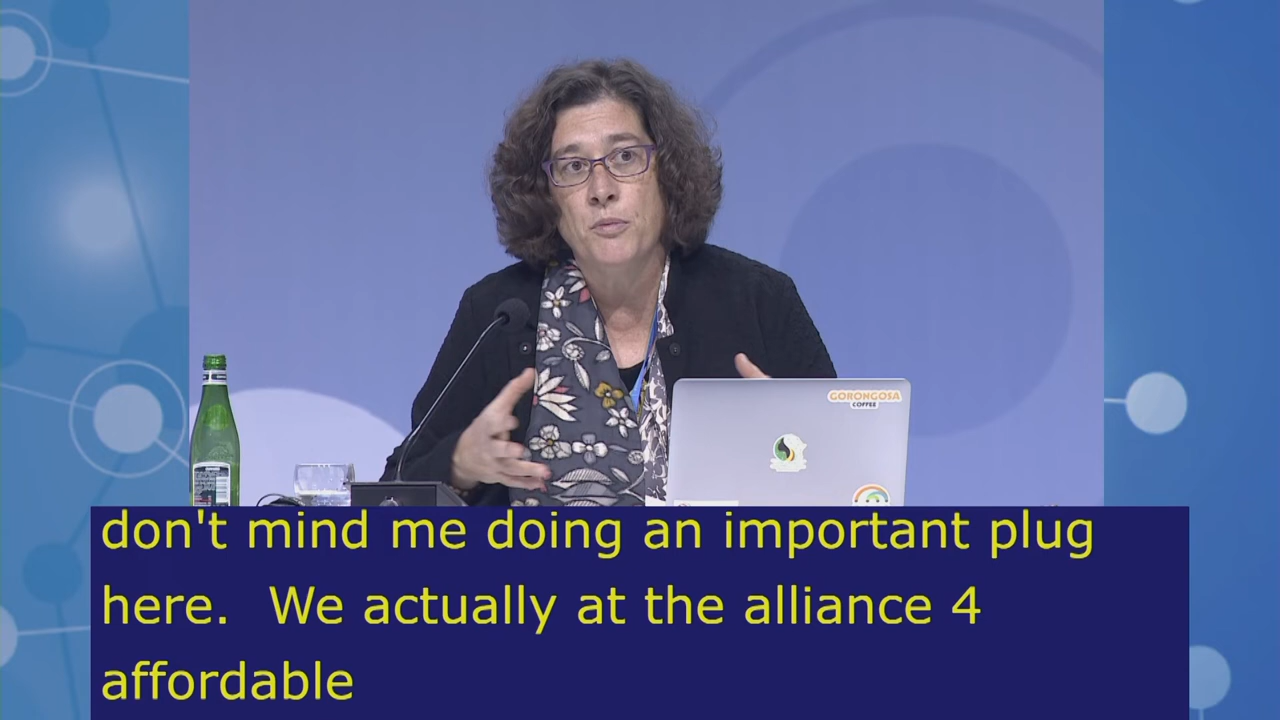 GORONGOSA
COFFEE
don't mind me doing an important plug
here.  We actually at the alliance 4
affordable